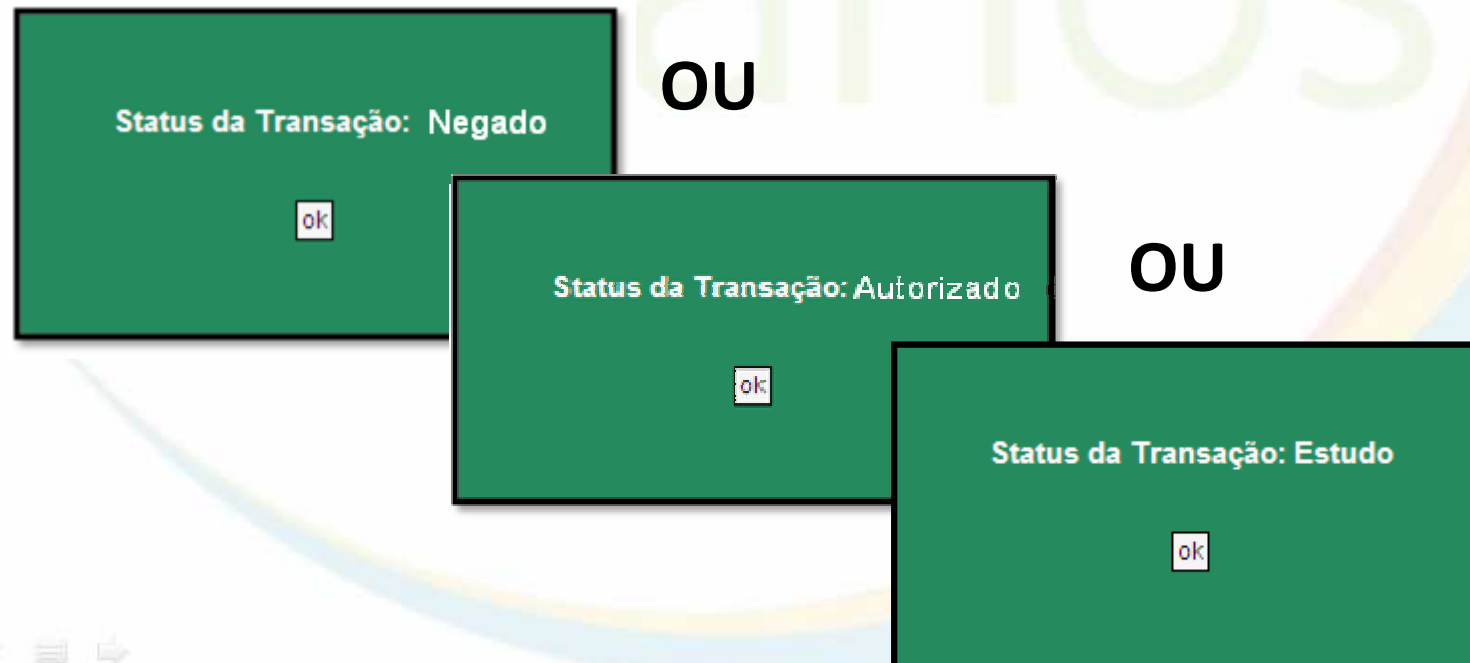 OU
Status da Transação: Negado
ok
OU
Status da Transação: Autorizado
ok
Status da Transação: Estudo
ok